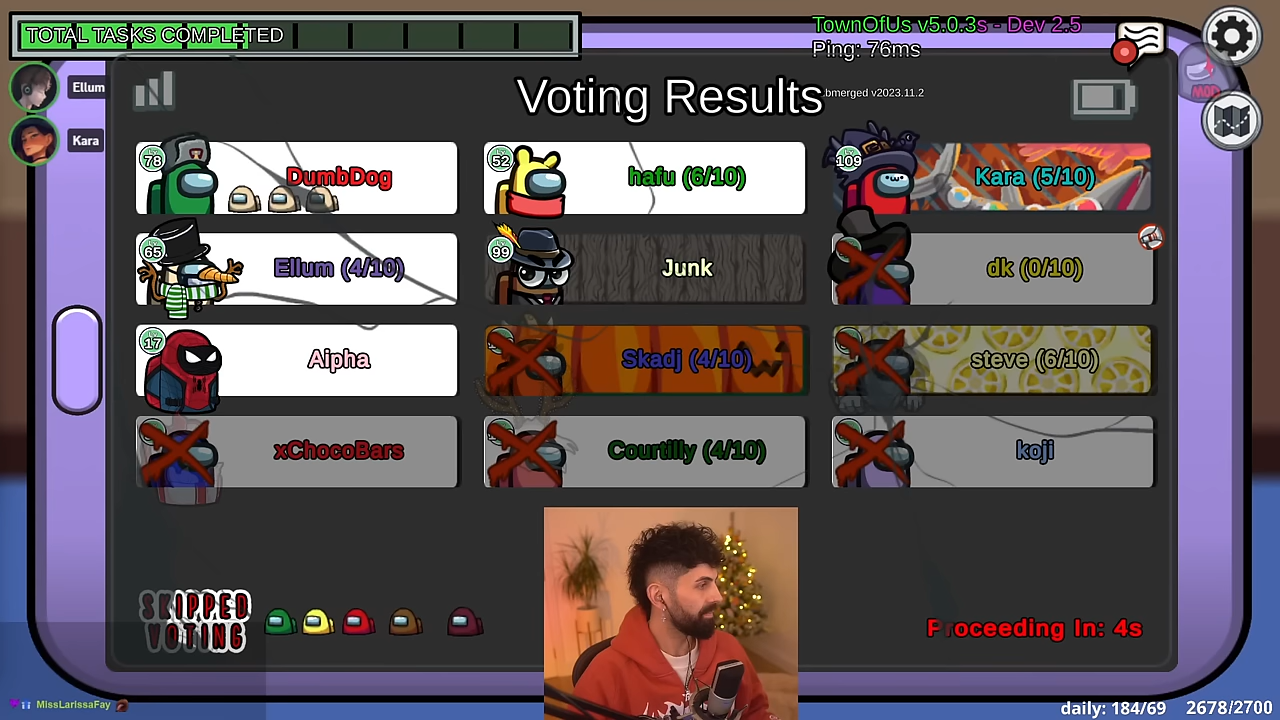 TOTAL TASKS COMPLETED
TownOfUs v5.0.3s - Dev 2.5
Ping: 76ms
Ellum
Kara
Voting Results
bmerged v2023.11.2
MOD
78
DumbDog
52
hafu (6/10)
109
Kara (5/10)
65
Ellum (4/10)
99
Junk
dk (0/10)
17
Aipha
Skadj (4/10)
steve (6/10)
xChocoBars
Courtilly (4/10)
koji
SKIPPED
VOTING
Proceeding In: 4s
MissLarissaFay
daily: 184/69
2678/2700